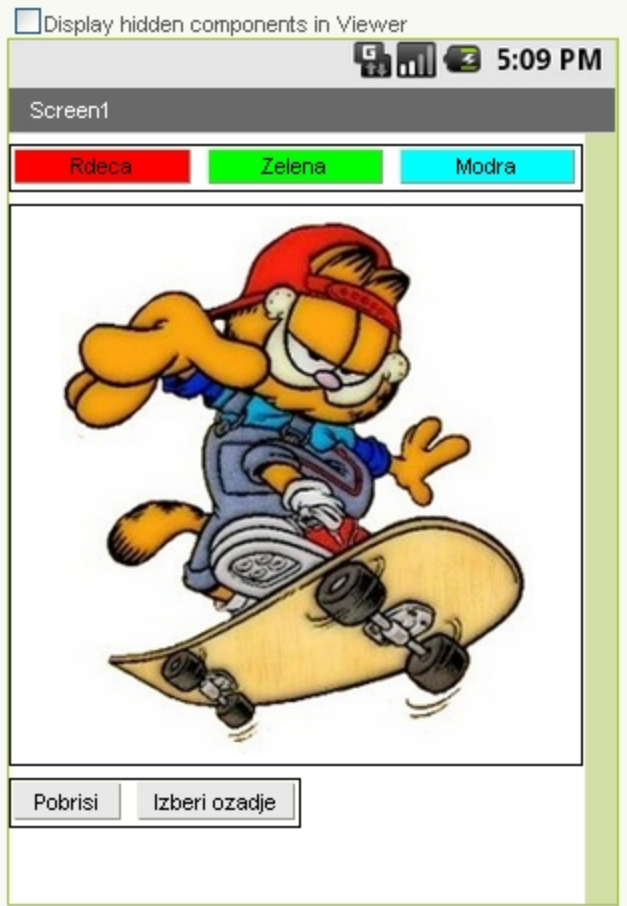 Display hidden components in Viewer
G 5:09 PM
Screen1
Rdeca Zelena Modra
Pobrisi Izberi ozadje